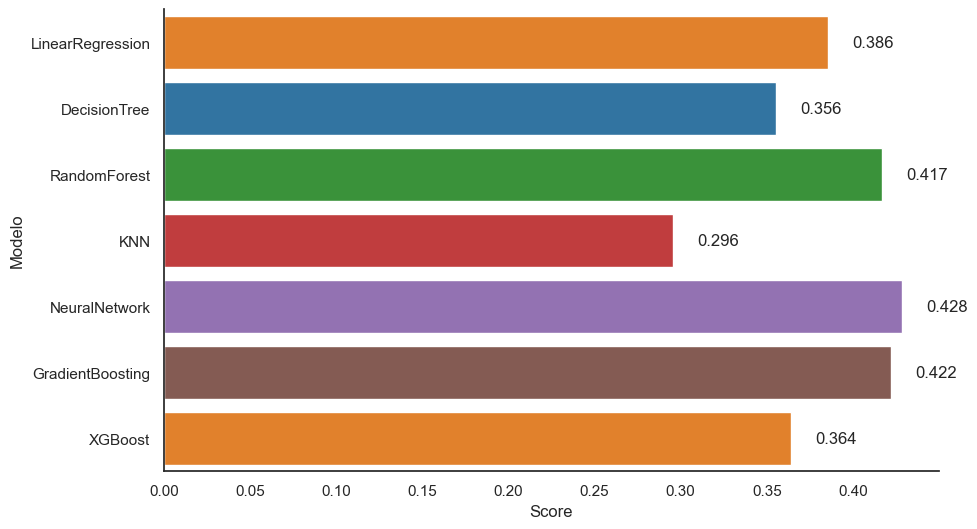 LinearRegression 0.386
DecisionTree 0.356
RandomForest 0.417
KNN 0.296
NeuralNetwork 0.428
GradientBoosting 0.422
XGBoost 0.364
Modelo
0.00 0.05 0.10 0.15 0.20 0.25 0.30 0.35 0.40
Score